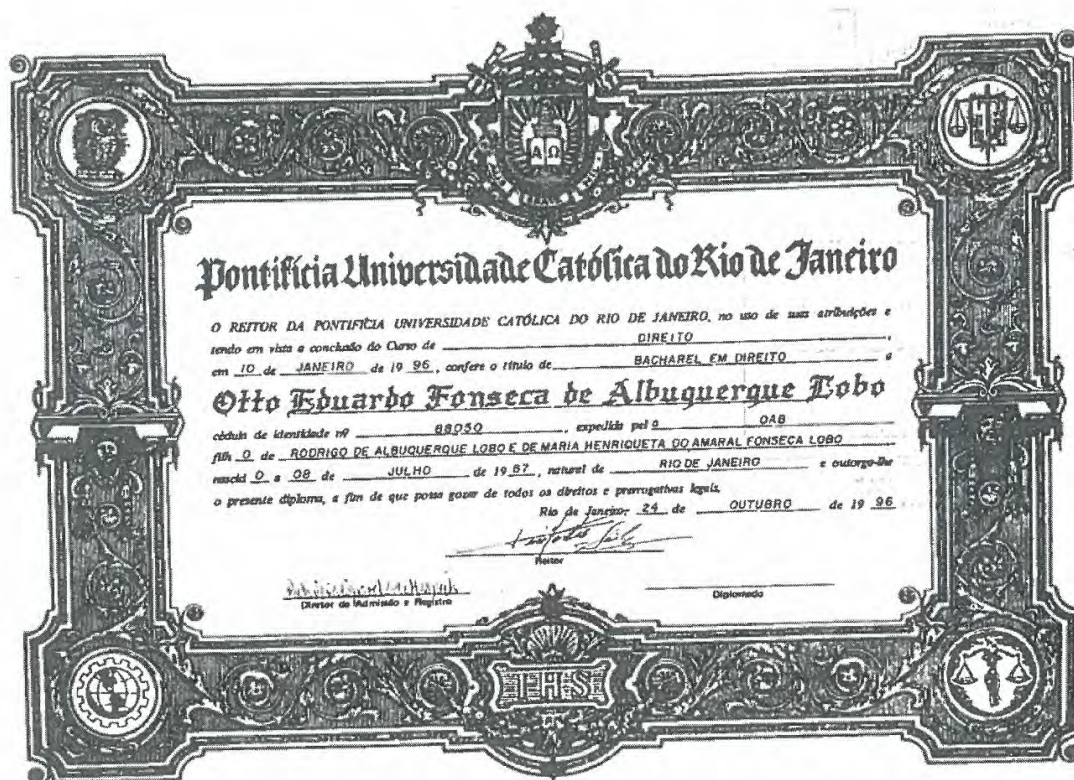 A Ω
Pontifícia Universidade Católica do Rio de Janeiro
O REITOR DA PONTIFÍCIA UNIVERSIDADE CATÓLICA DO RIO DE JANEIRO, no uso de suas atribuições e
tendo em vista a conclusão do Curso de DIREITO,
em 10 de JANEIRO de 19 96, confere o título de BACHAREL EM DIREITO a
Otto Eduardo Fonseca de Albuquerque Lobo
cédula de identidade nº 88050, expedida pel o OAB
filh O de RODRIGO DE ALBUQUERQUE LOBO E DE MARIA HENRIQUETA DO AMARAL FONSECA LOBO
nascid O a 08 de JULHO de 19 67, natural de RIO DE JANEIRO e outorga-lhe
o presente diploma, a fim de que possa gozar de todos os direitos e prerrogativas legais.
Rio de Janeiro, 24 de OUTUBRO de 19 96
Reitor
Diretor de Admissão e Registro
Diplomado
IHS